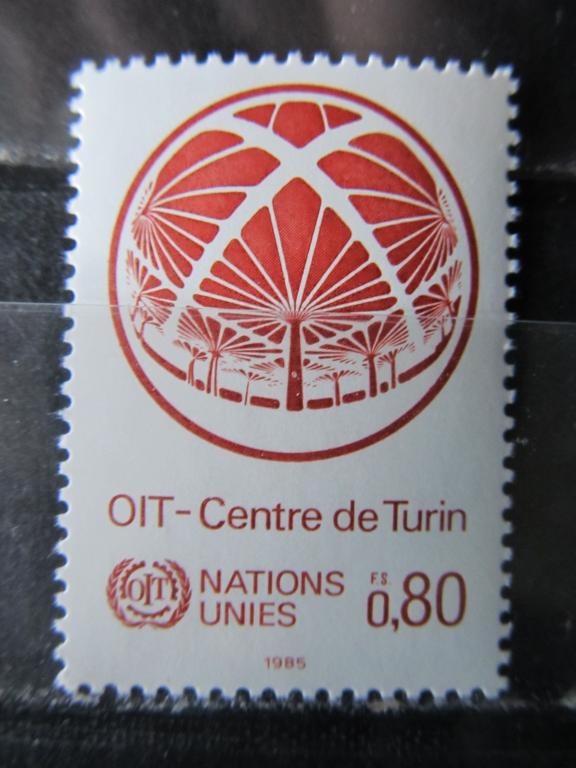 OIT - Centre de Turin
OIT
NATIONS
UNIES
F.S.
0,80
1985